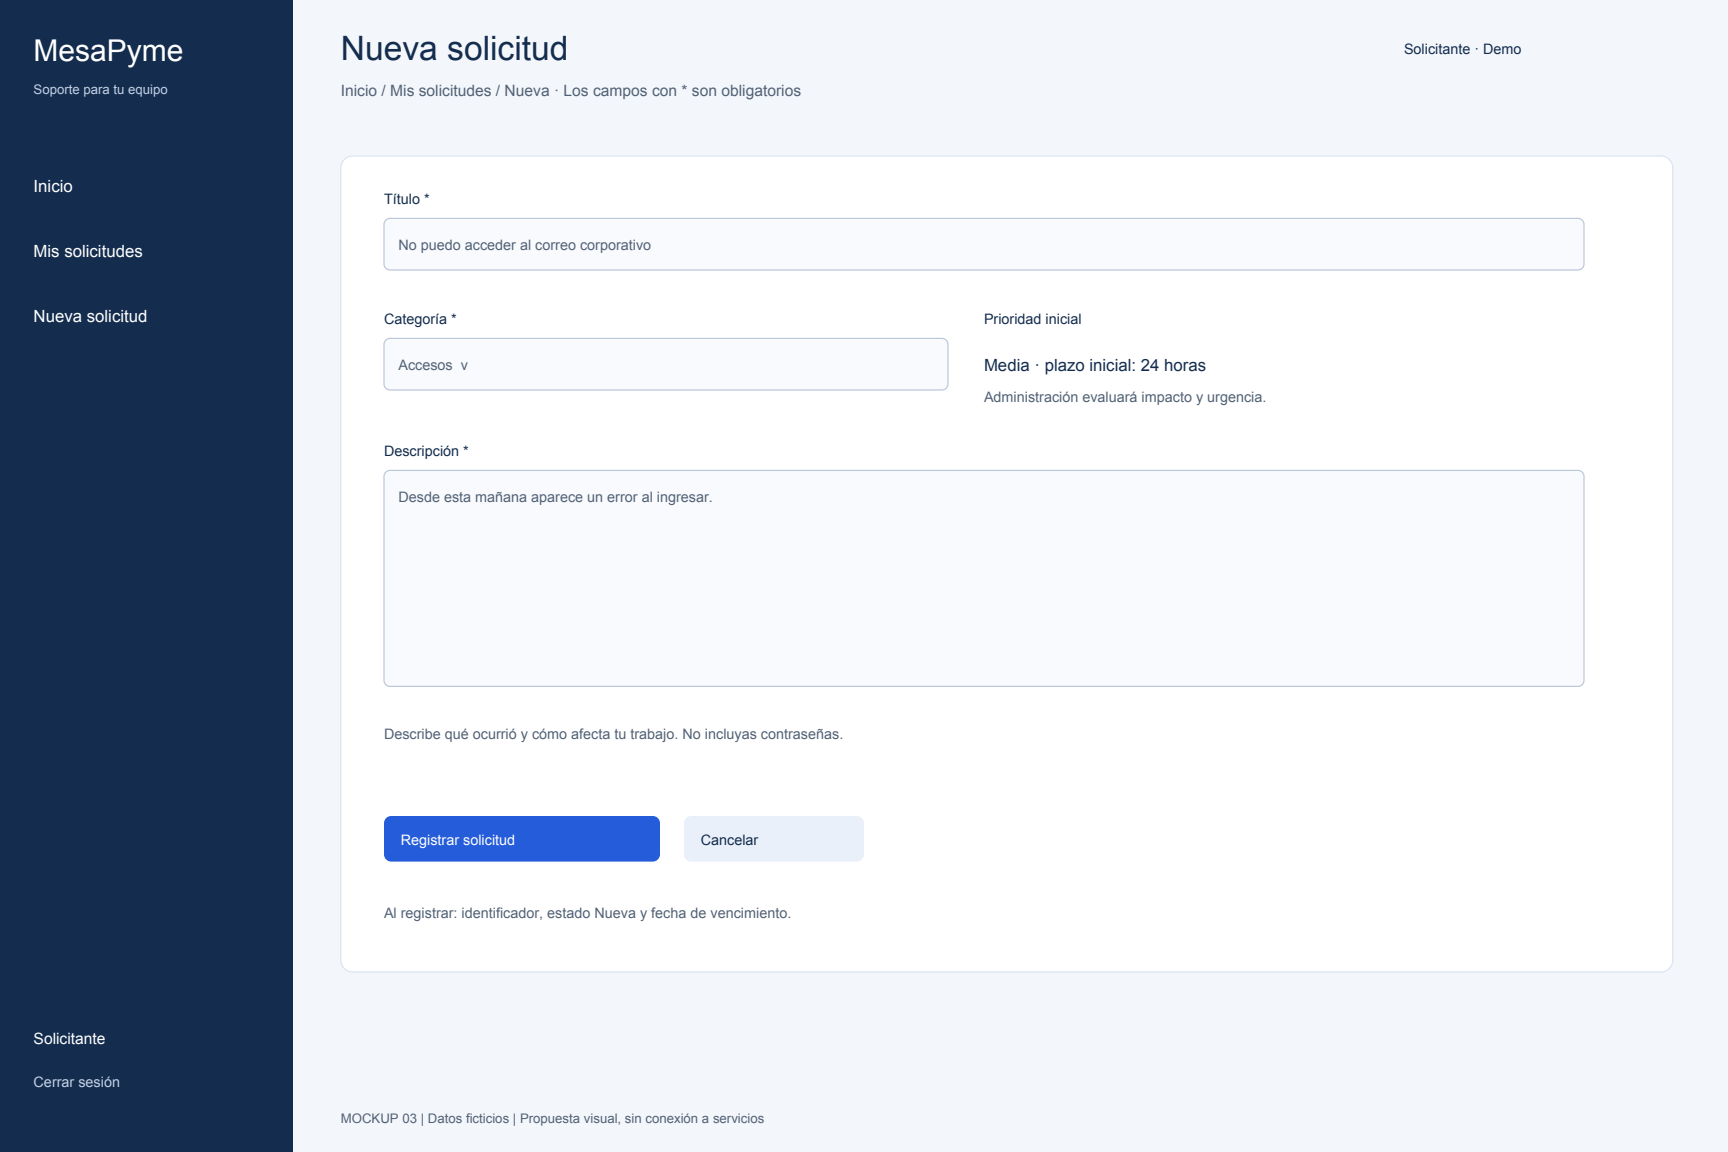 MesaPyme
Soporte para tu equipo
Inicio
Mis solicitudes
Nueva solicitud
Solicitante
Cerrar sesión
Nueva solicitud
Solicitante · Demo
Inicio / Mis solicitudes / Nueva · Los campos con * son obligatorios
Título *
No puedo acceder al correo corporativo
Categoría *
Accesos v
Prioridad inicial
Media · plazo inicial: 24 horas
Administración evaluará impacto y urgencia.
Descripción *
Desde esta mañana aparece un error al ingresar.
Describe qué ocurrió y cómo afecta tu trabajo. No incluyas contraseñas.
Registrar solicitud
Cancelar
Al registrar: identificador, estado Nueva y fecha de vencimiento.
MOCKUP 03 | Datos ficticios | Propuesta visual, sin conexión a servicios